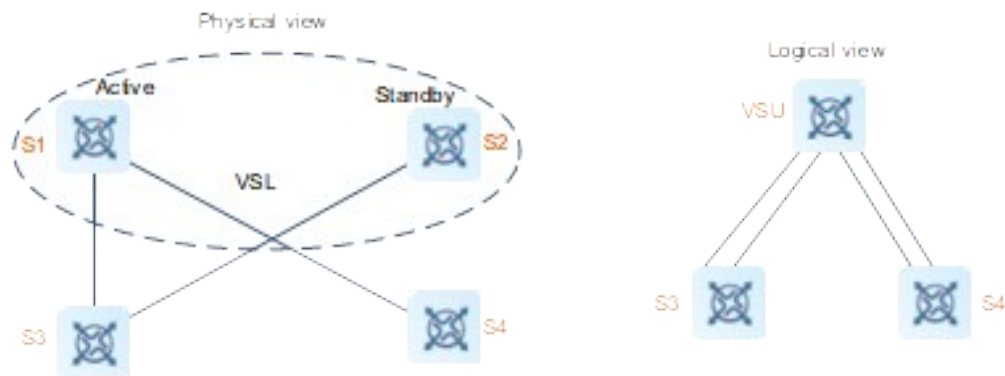 Physical view
Logical view
Active
Standby
VSU
S1
S2
VSL
S3
S4
S3
S4